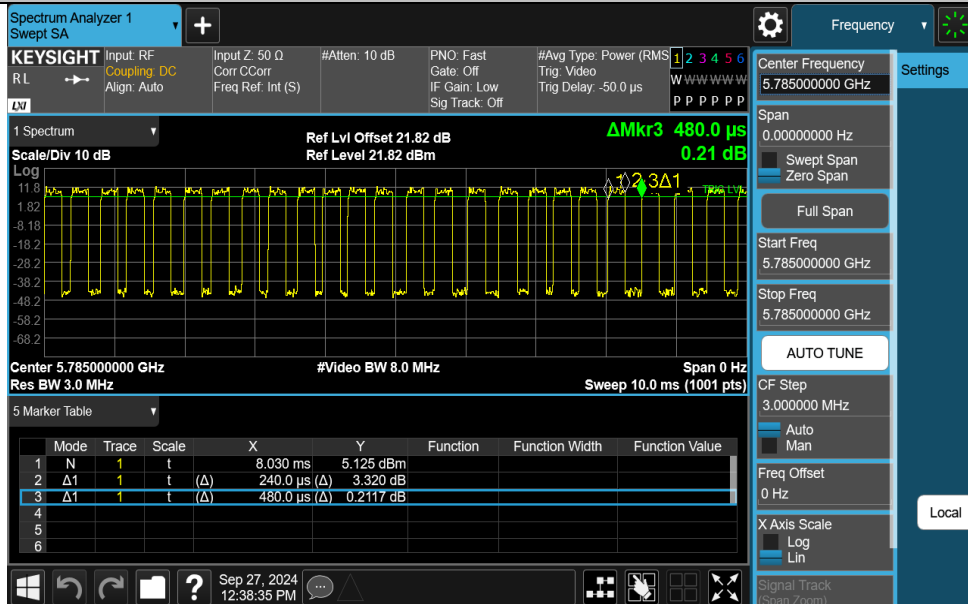 Spectrum Analyzer 1
Swept SA
Frequency
KEYSIGHT
RL
LXI
Input: RF
Coupling: DC
Align: Auto
Input Z: 50 Ω
Corr CCorr
Freq Ref: Int (S)
#Atten: 10 dB
PNO: Fast
Gate: Off
IF Gain: Low
Sig Track: Off
#Avg Type: Power (RMS
Trig: Video
Trig Delay: -50.0 µs
1 2 3 4 5 6
W W W W W W
P P P P P P
1 Spectrum
Scale/Div 10 dB
Ref Lvl Offset 21.82 dB
Ref Level 21.82 dBm
ΔMkr3 480.0 µs
0.21 dB
Log
11.8
1.82
-8.18
-18.2
-28.2
-38.2
-48.2
-58.2
-68.2
1 2 3Δ1
TRIG LVL
Center 5.785000000 GHz
#Video BW 8.0 MHz
Span 0 Hz
Res BW 3.0 MHz
Sweep 10.0 ms (1001 pts)
5 Marker Table
Mode Trace Scale X Y Function Function Width Function Value
1 N 1 t 8.030 ms 5.125 dBm
2 Δ1 1 t (Δ) 240.0 µs (Δ) 3.320 dB
3 Δ1 1 t (Δ) 480.0 µs (Δ) 0.2117 dB
4
5
6
Sep 27, 2024
12:38:35 PM
Center Frequency
5.785000000 GHz
Span
0.00000000 Hz
Swept Span
Zero Span
Full Span
Start Freq
5.785000000 GHz
Stop Freq
5.785000000 GHz
AUTO TUNE
CF Step
3.000000 MHz
Auto
Man
Freq Offset
0 Hz
X Axis Scale
Log
Lin
Signal Track
(Span Zoom)
Settings
Local